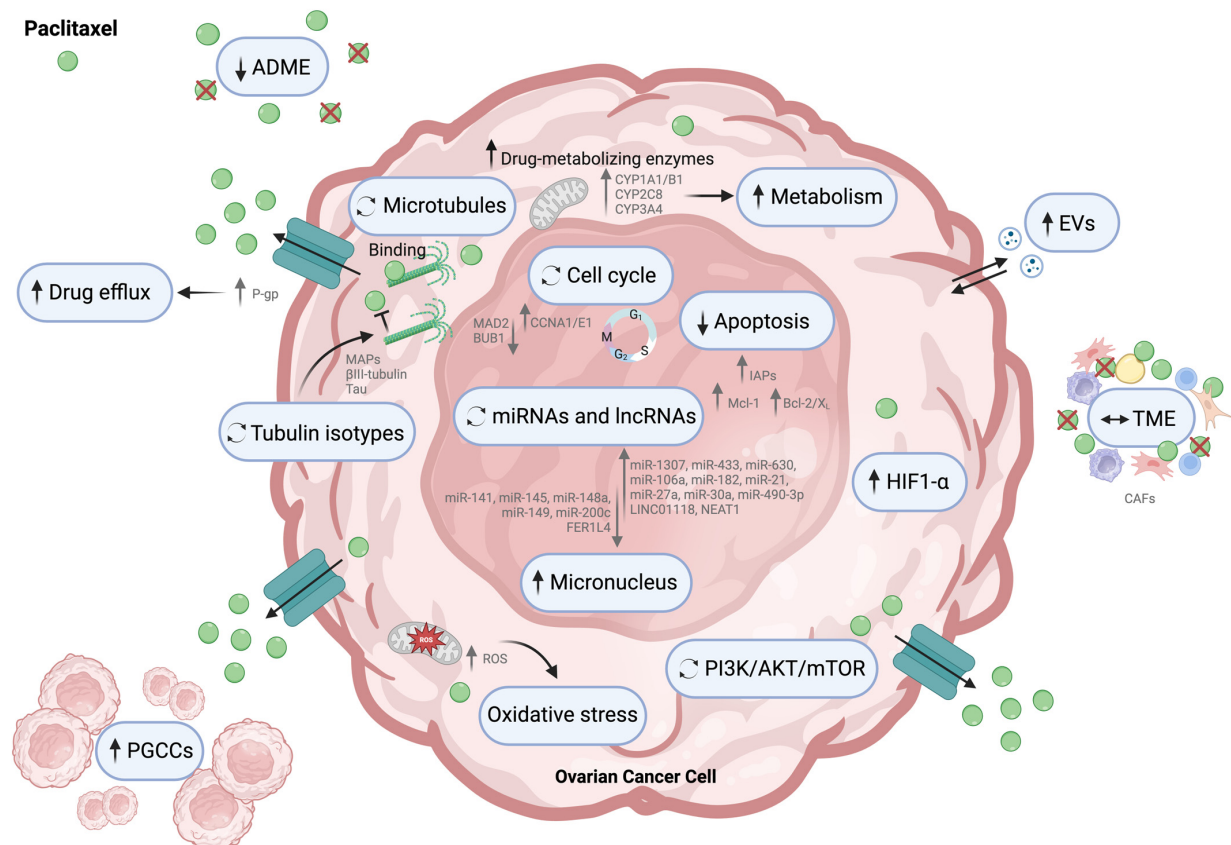 Paclitaxel
ADME
Drug-metabolizing enzymes
CYP1A1/B1
CYP2C8
CYP3A4
Metabolism
Microtubules
Binding
EVs
Drug efflux
P-gp
Cell cycle
MAD2
BUB1
CCNA1/E1
G₁
M
S
G₂
Apoptosis
IAPs
Mcl-1
Bcl-2/X_L
MAPs
βIII-tubulin
Tau
Tubulin isotypes
miRNAs and lncRNAs
TME
CAFs
HIF1-α
miR-141, miR-145, miR-148a,
miR-149, miR-200c
FER1L4
miR-1307, miR-433, miR-630,
miR-106a, miR-182, miR-21,
miR-27a, miR-30a, miR-490-3p
LINC01118, NEAT1
Micronucleus
ROS
ROS
Oxidative stress
PI3K/AKT/mTOR
PGCCs
Ovarian Cancer Cell